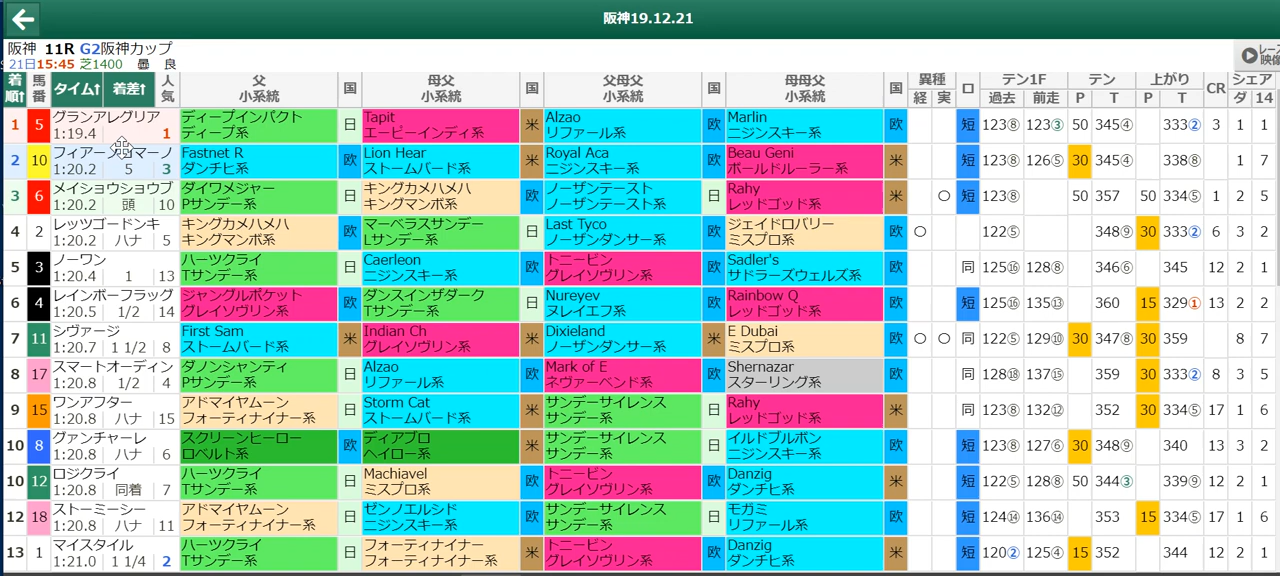 阪神19.12.21
阪神 11R G2阪神カップ
21日15:45 芝1400 曇 良
レース映像
着順↑ 馬番 タイム↑ 着差↑ 人気 父 小系統 国 母父 小系統 国 父母父 小系統 国 母母父 小系統 国 異種 経 実 ロ テン1F 過去 前走 テン P T 上がり P T CR シェア ダ 14
1 5 グランアレグリア ディープインパクト 日 Tapit 米 Alzao 欧 Marlin 欧 短 123⑧ 123③ 50 345④ 333② 3 1 1
1:19.4 1 ディープ系 エーピーインディ系 リファール系 ニジンスキー系
2 10 フィアーノロマーノ Fastnet R 欧 Lion Hear 米 Royal Aca 欧 Beau Geni 米 短 123⑧ 126⑤ 30 345④ 338⑧ 1 7
1:20.2 5 3 ダンチヒ系 ストームバード系 ニジンスキー系 ボールドルーラー系
3 6 メイショウショウブ ダイワメジャー 日 キングカメハメハ 欧 ノーザンテースト 日 Rahy 米 ○ 短 123⑧ 50 357 50 334⑤ 1 2 5
1:20.2 頭 10 Pサンデー系 キングマンボ系 ノーザンテースト系 レッドゴッド系
4 2 レッツゴードンキ キングカメハメハ 欧 マーベラスサンデー 日 Last Tyco 欧 ジェイドロバリー 欧 ○ 122⑤ 348⑨ 30 333② 6 3 2
1:20.2 ハナ 5 キングマンボ系 Lサンデー系 ノーザンダンサー系 ミスプロ系
5 3 ノーワン ハーツクライ 日 Caerleon 欧 トニービン 欧 Sadler's 欧 同 125⑯ 128⑧ 346⑥ 345 12 2 1
1:20.4 1 13 Tサンデー系 ニジンスキー系 グレイソヴリン系 サドラーズウェルズ系
6 4 レインボーフラッグ ジャングルポケット 欧 ダンスインザダーク 日 Nureyev 欧 Rainbow Q 欧 短 125⑯ 135⑬ 360 15 329① 13 2 2
1:20.5 1/2 14 グレイソヴリン系 Tサンデー系 ヌレイエフ系 レッドゴッド系
7 11 シヴァージ First Sam 米 Indian Ch 米 Dixieland 米 E Dubai 欧 ○ ○ 同 122⑤ 129⑩ 30 347⑧ 30 359 8 7
1:20.7 1 1/2 8 ストームバード系 グレイソヴリン系 ノーザンダンサー系 ミスプロ系
8 17 スマートオーディン ダノンシャンティ 日 Alzao 欧 Mark of E 欧 Shernazar 欧 同 128⑱ 137⑮ 359 30 333② 8 3 5
1:20.8 1/2 4 Pサンデー系 リファール系 ネヴァーベンド系 スターリング系
9 15 ワンアフター アドマイヤムーン 日 Storm Cat 米 サンデーサイレンス 日 Rahy 米 同 123⑧ 132⑫ 352 30 334⑤ 17 1 6
1:20.8 ハナ 15 フォーティナイナー系 ストームバード系 サンデー系 レッドゴッド系
10 8 グァンチャーレ スクリーンヒーロー 欧 ディアブロ 米 サンデーサイレンス 日 イルドブルボン 欧 短 123⑧ 127⑥ 30 348⑨ 340 13 3 2
1:20.8 ハナ 6 ロベルト系 ヘイロー系 サンデー系 ニジンスキー系
10 12 ロジクライ ハーツクライ 日 Machiavel 欧 トニービン 欧 Danzig 米 短 122⑤ 128⑧ 50 344③ 339⑨ 12 2 1
1:20.8 同着 7 Tサンデー系 ミスプロ系 グレイソヴリン系 ダンチヒ系
12 18 ストーミーシー アドマイヤムーン 日 ゼンノエルシド 欧 サンデーサイレンス 日 モガミ 欧 短 124⑭ 136⑭ 353 15 334⑤ 17 1 6
1:20.8 ハナ 11 フォーティナイナー系 ニジンスキー系 サンデー系 リファール系
13 1 マイスタイル ハーツクライ 日 フォーティナイナー 米 トニービン 欧 Danzig 米 短 120② 125④ 15 352 344 12 2 1
1:21.0 1 1/4 2 Tサンデー系 フォーティナイナー系 グレイソヴリン系 ダンチヒ系